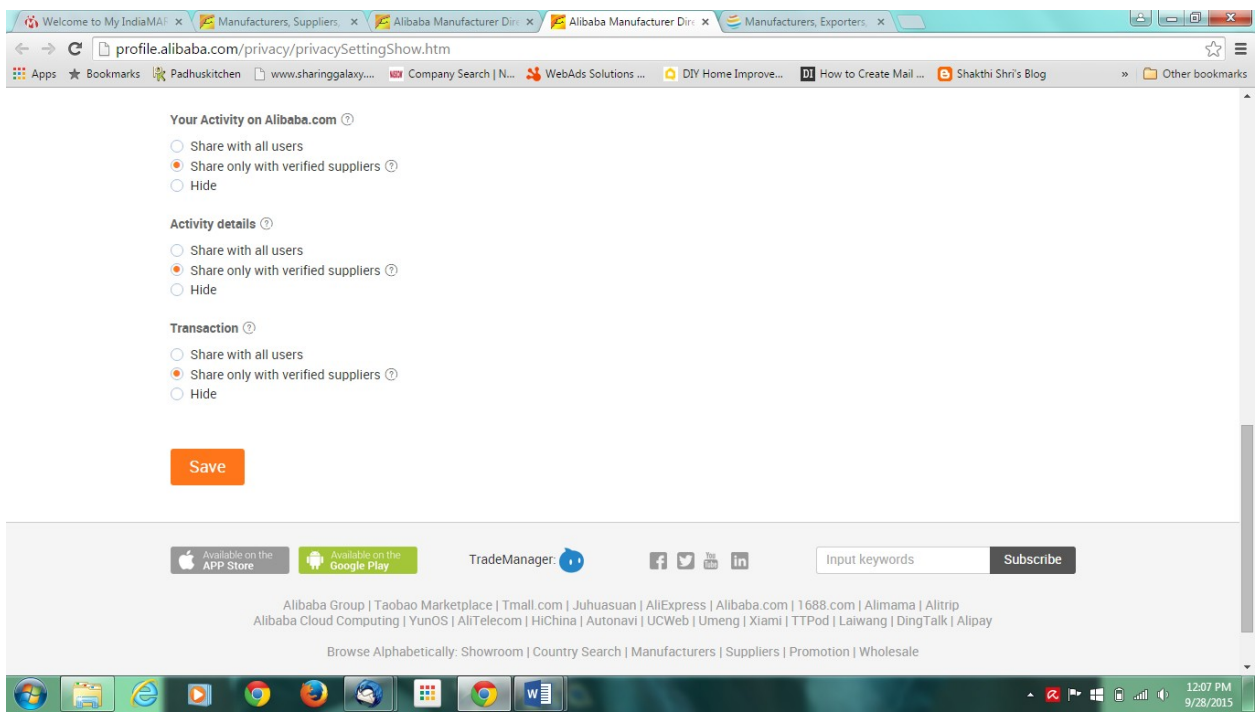 Welcome to My IndiaMAR
Manufacturers, Suppliers,
Alibaba Manufacturer Dire
Alibaba Manufacturer Dire
Manufacturers, Exporters,
profile.alibaba.com/privacy/privacySettingShow.htm
Apps Bookmarks Padhuskitchen www.sharinggalaxy.... Company Search | N... WebAds Solutions ... DIY Home Improve... DI How to Create Mail ... Shakthi Shri's Blog » Other bookmarks
Your Activity on Alibaba.com ?
Share with all users
Share only with verified suppliers ?
Hide
Activity details ?
Share with all users
Share only with verified suppliers ?
Hide
Transaction ?
Share with all users
Share only with verified suppliers ?
Hide
Save
Available on the
APP Store
Available on the
Google Play
TradeManager:
You
Tube
Input keywords
Subscribe
Alibaba Group | Taobao Marketplace | Tmall.com | Juhuasuan | AliExpress | Alibaba.com | 1688.com | Alimama | Alitrip
Alibaba Cloud Computing | YunOS | AliTelecom | HiChina | Autonavi | UCWeb | Umeng | Xiami | TTPod | Laiwang | DingTalk | Alipay
Browse Alphabetically: Showroom | Country Search | Manufacturers | Suppliers | Promotion | Wholesale
12:07 PM
9/28/2015